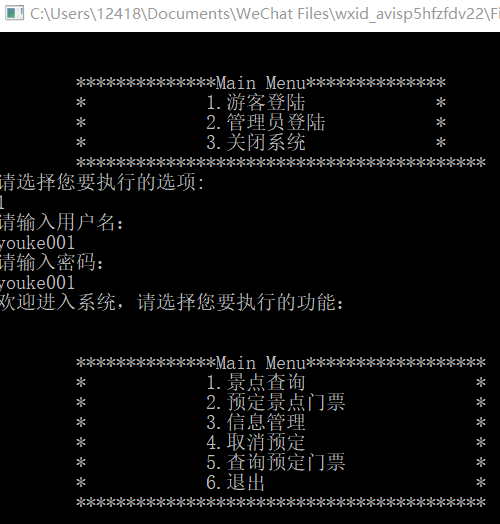 C:\Users\12418\Documents\WeChat Files\wxid_avisp5hfzfdv22\Fi
**************Main Menu**************
* 1.游客登陆 *
* 2.管理员登陆 *
* 3.关闭系统 *
*****************************************
请选择您要执行的选项:
1
请输入用户名:
youke001
请输入密码:
youke001
欢迎进入系统，请选择您要执行的功能:
**************Main Menu******************
* 1.景点查询 *
* 2.预定景点门票 *
* 3.信息管理 *
* 4.取消预定 *
* 5.查询预定门票 *
* 6.退出 *
*****************************************